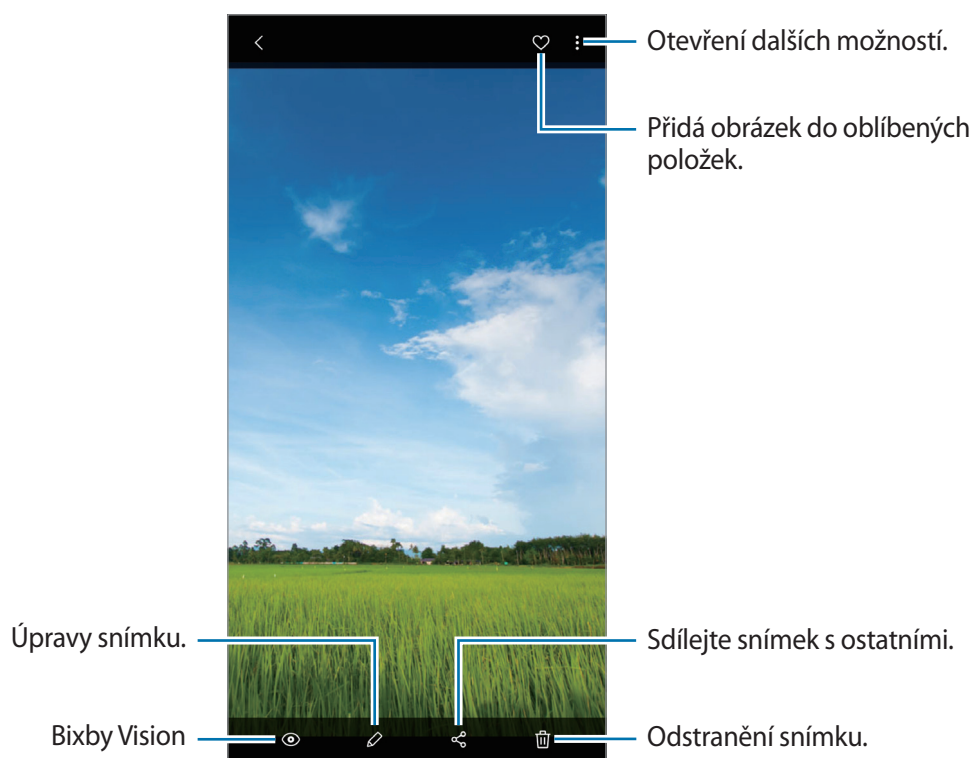 Otevření dalších možností.
Přidá obrázek do oblíbených
položek.
Úpravy snímku.
Sdílejte snímek s ostatními.
Bixby Vision
Odstranění snímku.